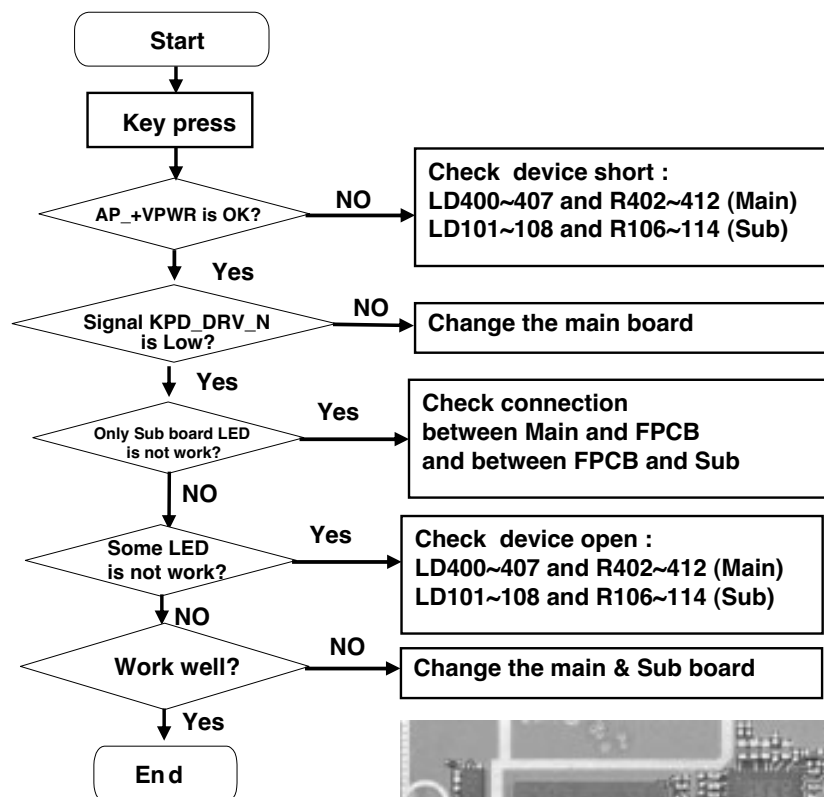 Start
Key press
AP_+VPWR is OK?
NO
Check device short :
LD400~407 and R402~412 (Main)
LD101~108 and R106~114 (Sub)
Yes
Signal KPD_DRV_N
is Low?
NO
Change the main board
Yes
Only Sub board LED
is not work?
Yes
Check connection
between Main and FPCB
and between FPCB and Sub
NO
Some LED
is not work?
Yes
Check device open :
LD400~407 and R402~412 (Main)
LD101~108 and R106~114 (Sub)
NO
Work well?
NO
Change the main & Sub board
Yes
End